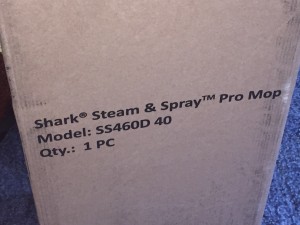 Shark® Steam & Spray™ Pro Mop
Model: SS460D 40
Qty.: 1 PC